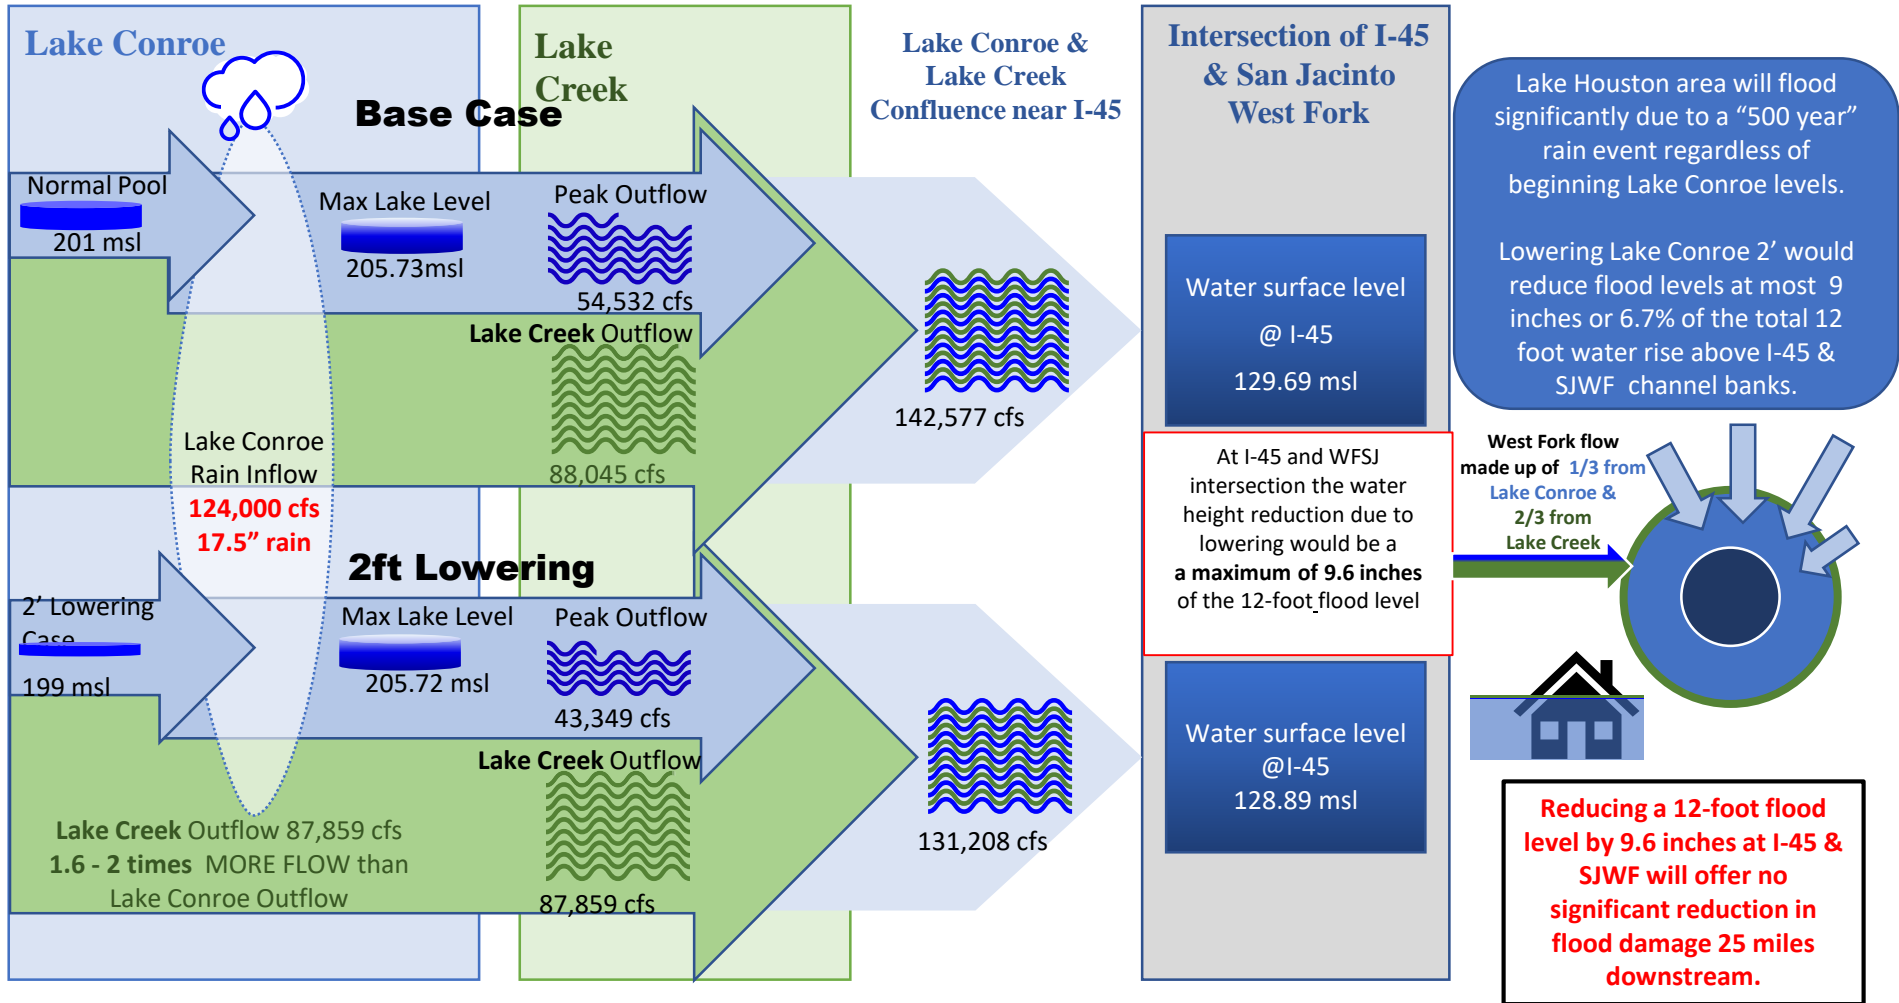 Lake Conroe
Lake
Creek
Lake Conroe &
Lake Creek
Confluence near I-45
Intersection of I-45
& San Jacinto
West Fork
Base Case
Normal Pool
201 msl
Max Lake Level
205.73msl
Peak Outflow
54,532 cfs
Lake Creek Outflow
88,045 cfs
142,577 cfs
Water surface level
@ I-45
129.69 msl
Lake Houston area will flood
significantly due to a “500 year”
rain event regardless of
beginning Lake Conroe levels.
Lowering Lake Conroe 2’ would
reduce flood levels at most 9
inches or 6.7% of the total 12
foot water rise above I-45 &
SJWF channel banks.
Lake Conroe
Rain Inflow
124,000 cfs
17.5” rain
At I-45 and WFSJ
intersection the water
height reduction due to
lowering would be a
a maximum of 9.6 inches
of the 12-foot flood level
West Fork flow
made up of 1/3 from
Lake Conroe &
2/3 from
Lake Creek
2ft Lowering
2’ Lowering
Case
199 msl
Max Lake Level
205.72 msl
Peak Outflow
43,349 cfs
Lake Creek Outflow
87,859 cfs
131,208 cfs
Water surface level
@I-45
128.89 msl
Lake Creek Outflow 87,859 cfs
1.6 - 2 times MORE FLOW than
Lake Conroe Outflow
Reducing a 12-foot flood
level by 9.6 inches at I-45 &
SJWF will offer no
significant reduction in
flood damage 25 miles
downstream.